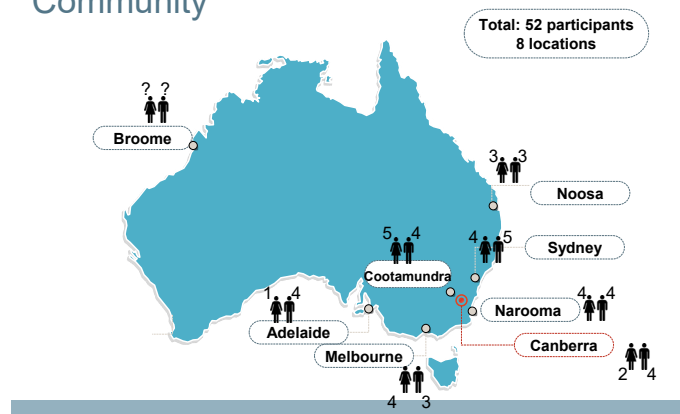 Community
Total: 52 participants
8 locations
? ?
Broome
3 3
Noosa
5 4
Cootamundra
4 5
Sydney
1 4
Adelaide
Narooma
4 4
Melbourne
4 3
Canberra
2 4